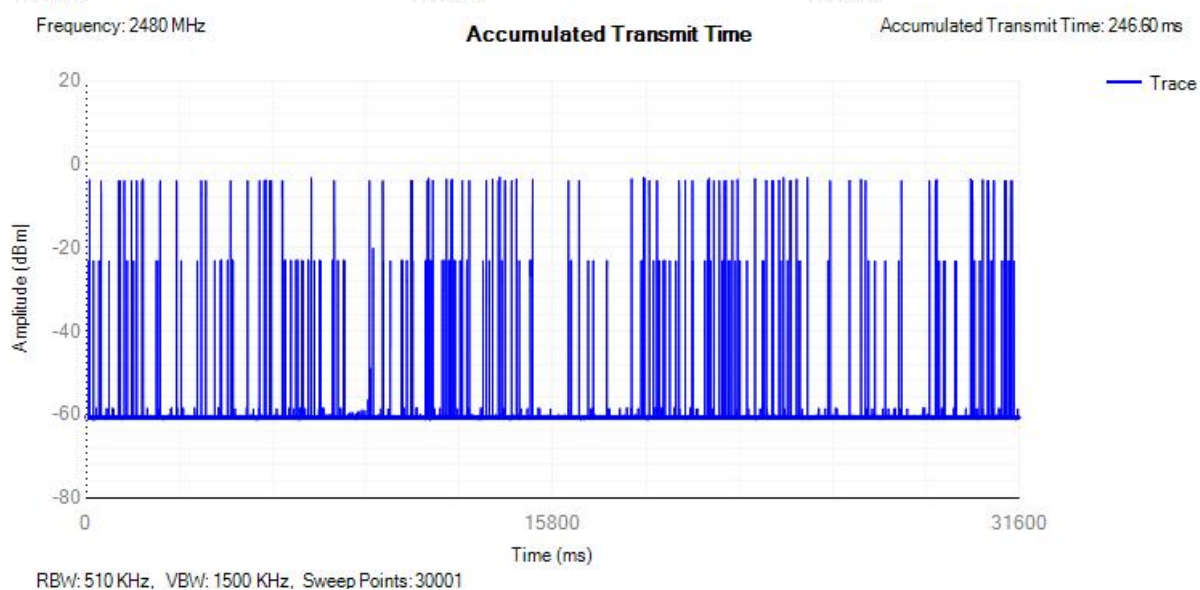 Frequency: 2480 MHz
Accumulated Transmit Time
Accumulated Transmit Time: 246.60 ms
Trace
20
0
-20
-40
-60
-80
Amplitude (dBm)
0
15800
31600
Time (ms)
RBW: 510 KHz, VBW: 1500 KHz, Sweep Points: 30001